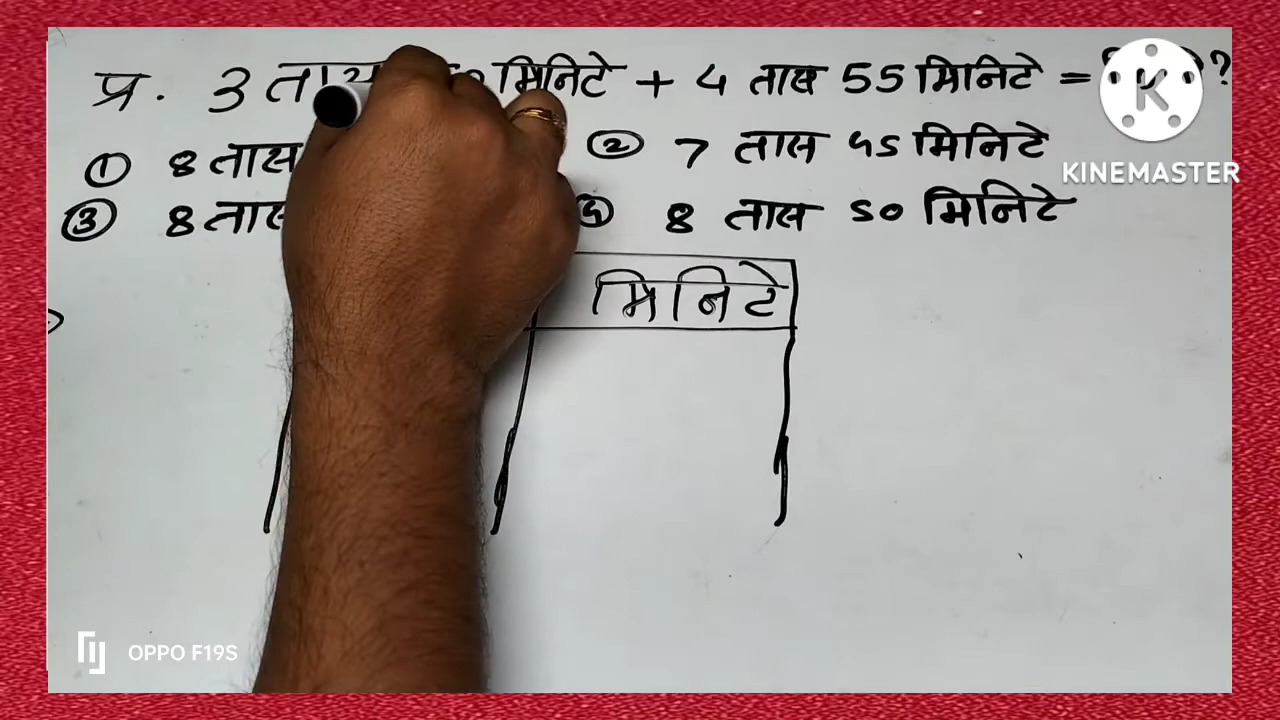 प्र. 3 तास मिनिटे + 4 तास 55 मिनिटे = ?
① 8 तास ② 7 तास 45 मिनिटे
③ 8 तास ④ 8 तास 50 मिनिटे
मिनिटे
KINEMASTER
OPPO F19S